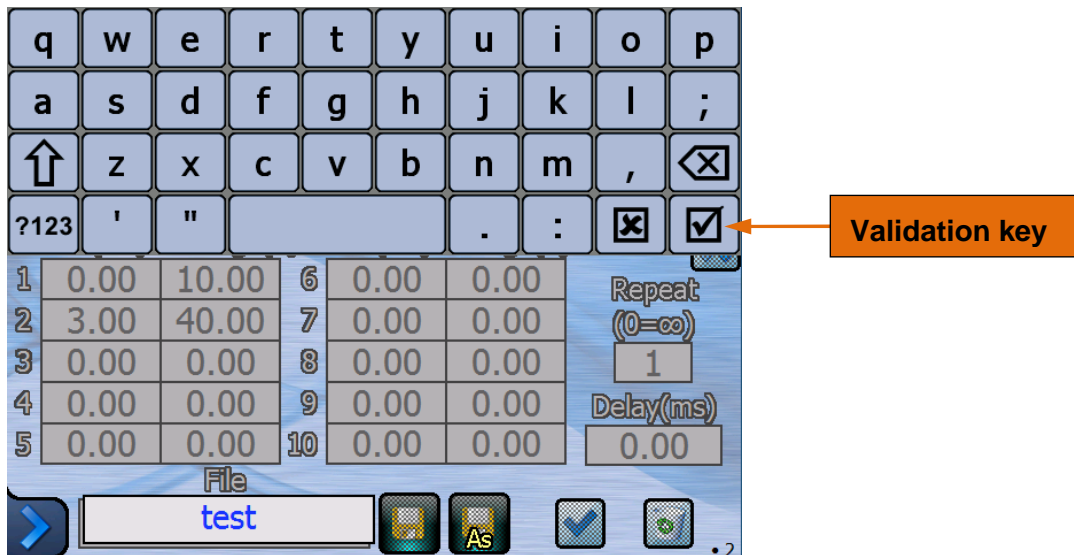 q w e r t y u i o p
a s d f g h j k l ;
z x c v b n m ,
?123 ' " . :
Validation key
1 0.00 10.00 6 0.00 0.00 Repeat
2 3.00 40.00 7 0.00 0.00 (0=∞)
3 0.00 0.00 8 0.00 0.00 1
4 0.00 0.00 9 0.00 0.00 Delay(ms)
5 0.00 0.00 10 0.00 0.00 0.00
File
test
As
•2